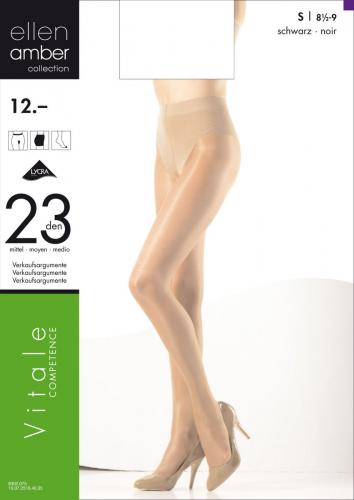 ellen
amber
collection
S | 8½-9
schwarz · noir
12.–
LYCRA
23 den
mittel · moyen · medio
Verkaufsargumente
Verkaufsargumente
Verkaufsargumente
Vitale
COMPETENCE